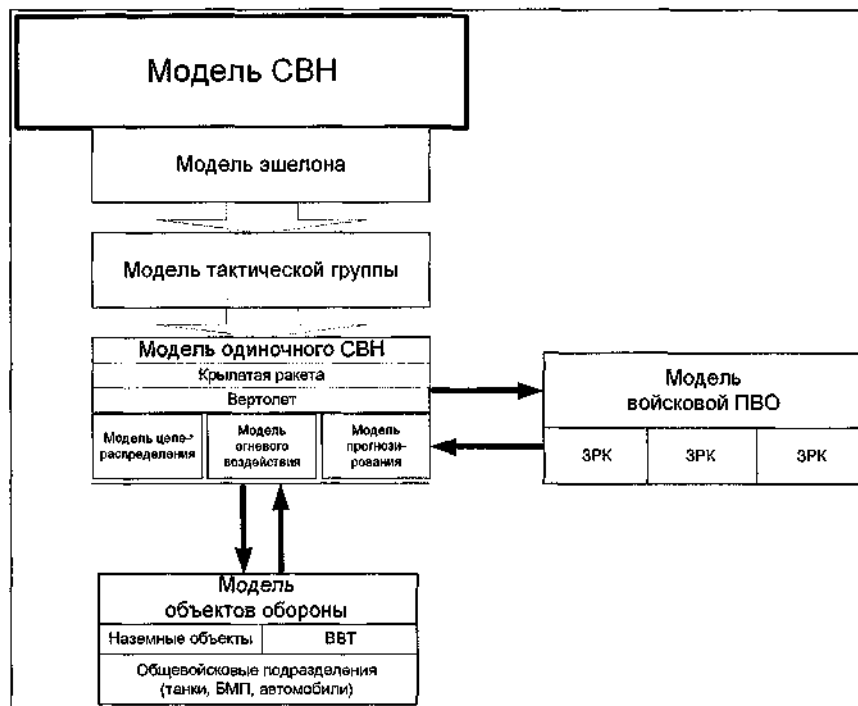 Модель СВН
Модель эшелона
Модель тактической группы
Модель одиночного СВН
Крылатая ракета
Вертолет
Модель целе-
распределения
Модель
огневого
воздействия
Модель
прогнози-
рования
Модель
войсковой ПВО
ЗРК
ЗРК
ЗРК
Модель
объектов обороны
Наземные объекты
ВВТ
Общевойсковые подразделения
(танки, БМП, автомобили)